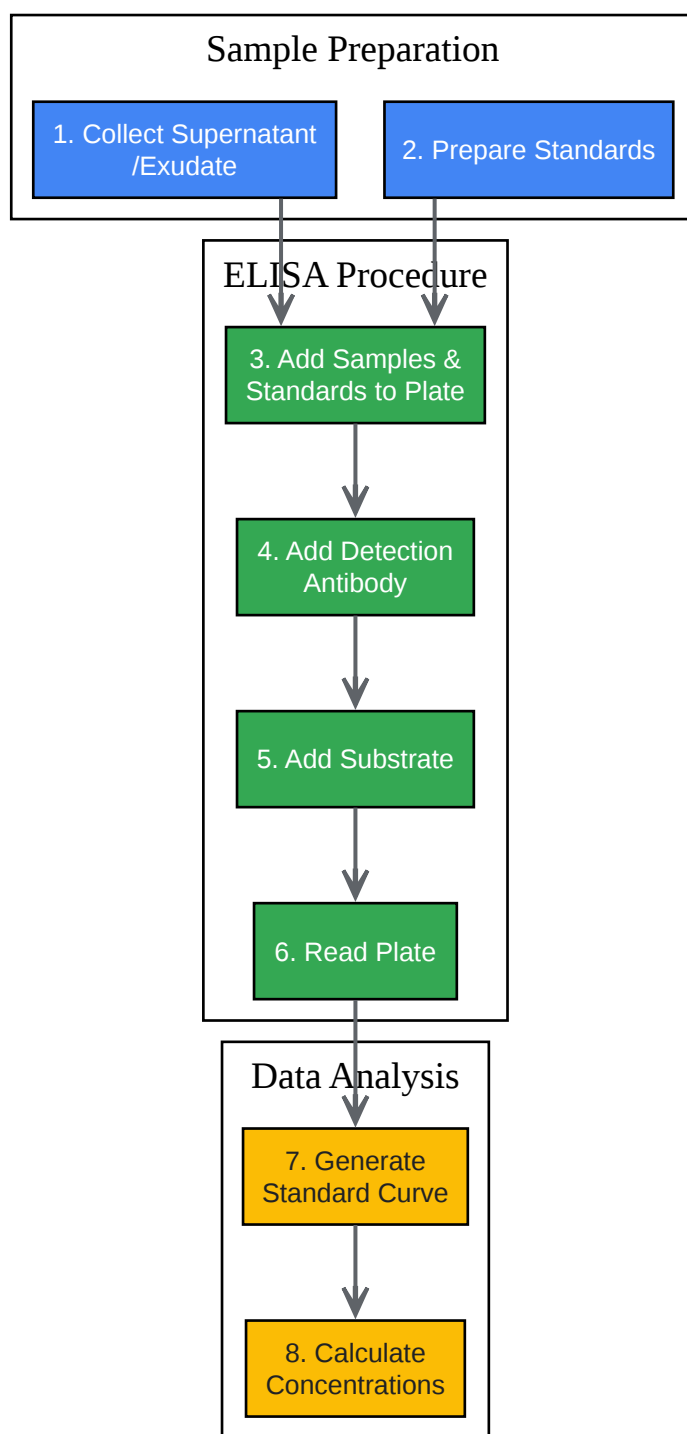 Sample Preparation
1. Collect Supernatant
/Exudate
2. Prepare Standards
ELISA Procedure
3. Add Samples &
Standards to Plate
4. Add Detection
Antibody
5. Add Substrate
6. Read Plate
Data Analysis
7. Generate
Standard Curve
8. Calculate
Concentrations